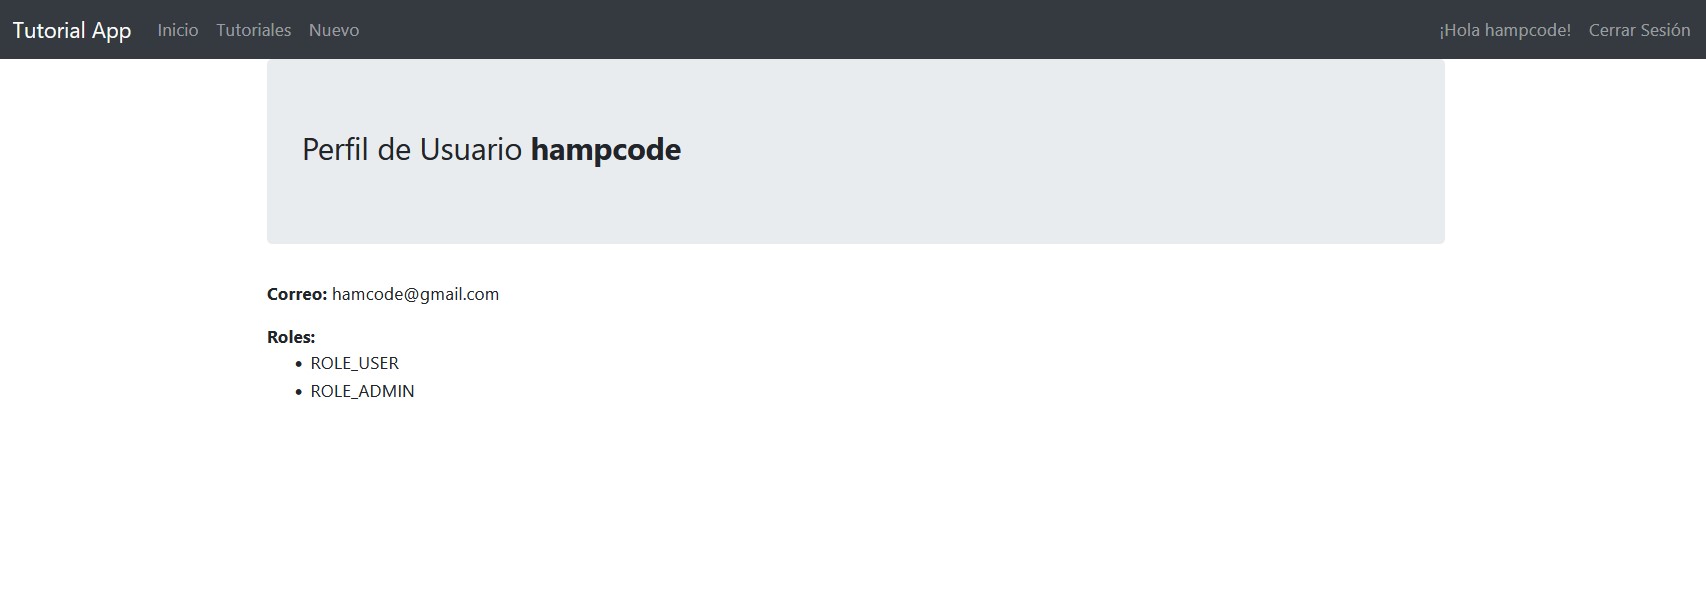 Tutorial App Inicio Tutoriales Nuevo ¡Hola hampcode! Cerrar Sesión
Perfil de Usuario hampcode
Correo: hamcode@gmail.com
Roles:
• ROLE_USER
• ROLE_ADMIN